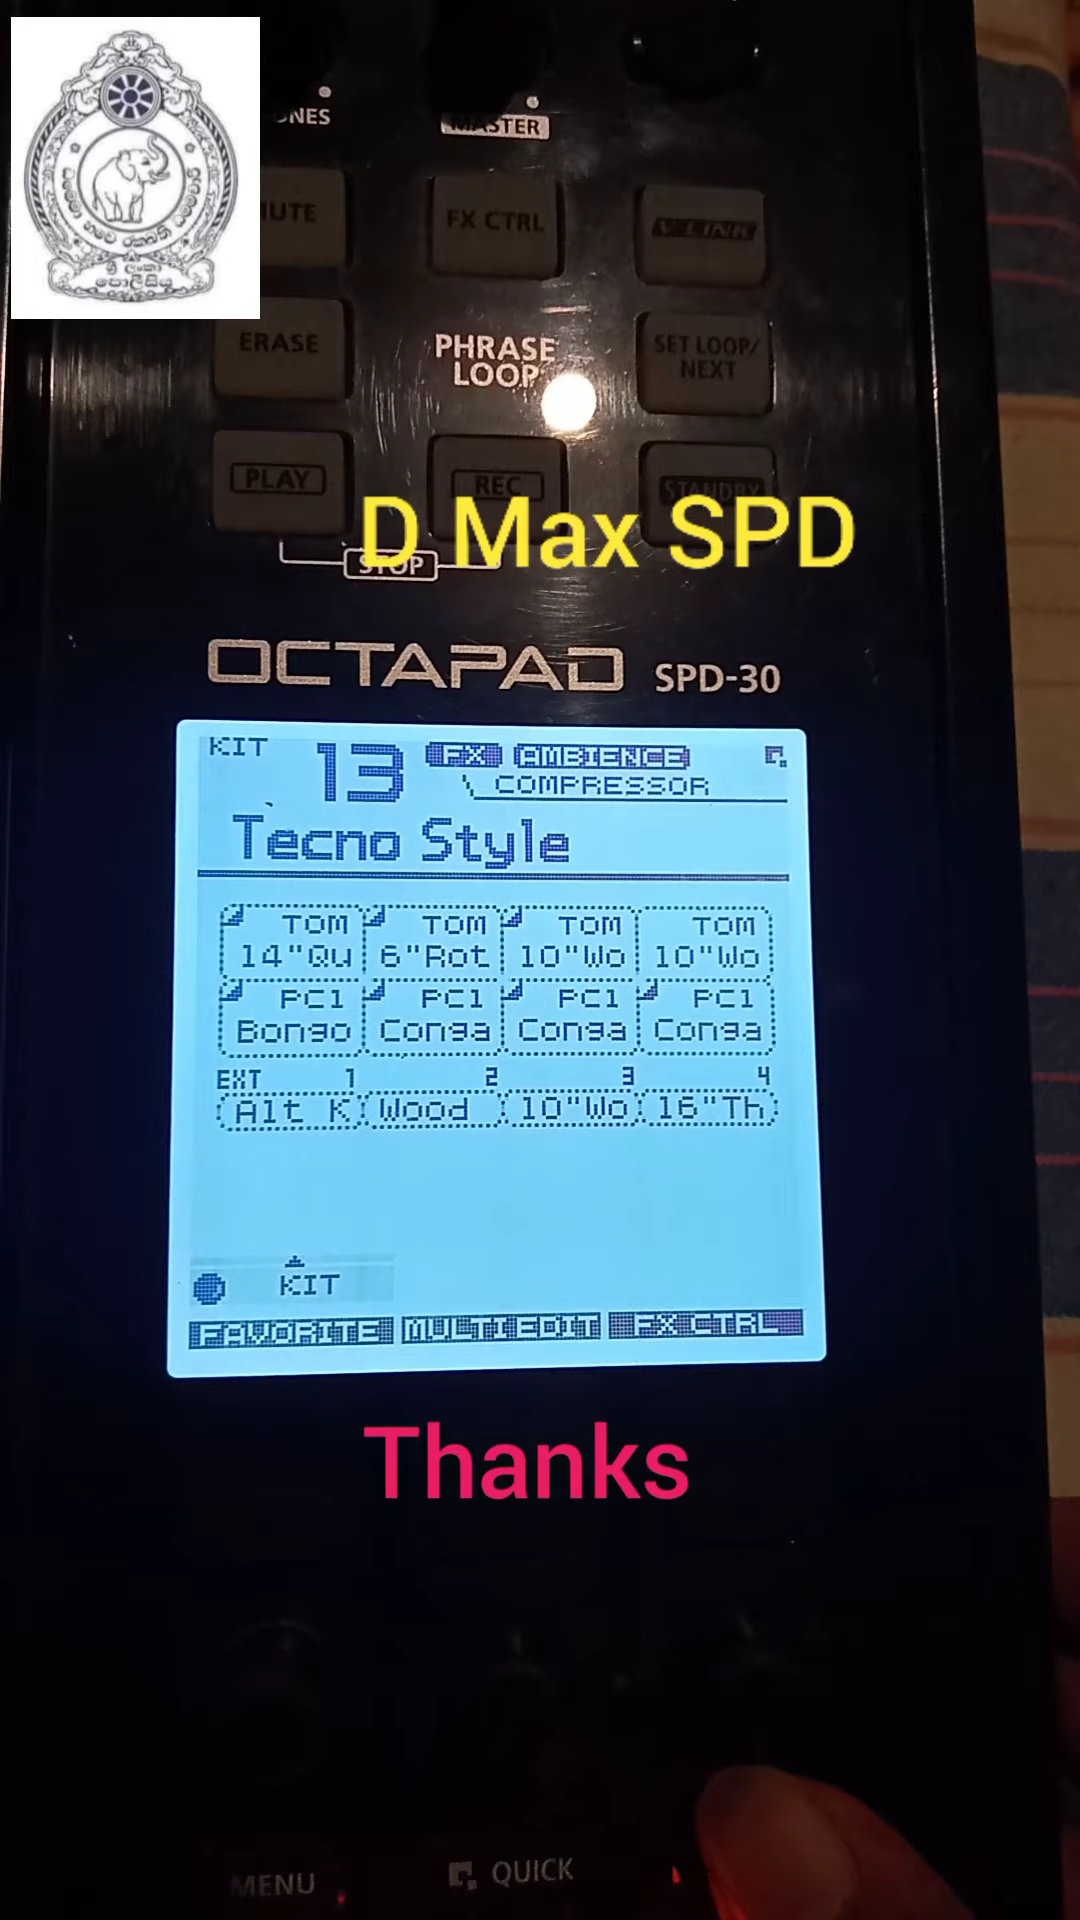 MASTER
FX CTRL
V-LINK
ERASE
PHRASE
LOOP
SET LOOP/
NEXT
PLAY
REC
STANDBY
STOP
D Max SPD
OCTAPAD SPD-30
KIT 13 FX AMBIENCE
COMPRESSOR
Tecno Style
TOM TOM TOM TOM
14"Qu 6"Rot 10"Wo 10"Wo
PC1 PC1 PC1 PC1
Bongo Conga Conga Conga
EXT 1 2 3 4
Alt K Wood 10"Wo 16"Th
KIT
FAVORITE MULTI EDIT FX CTRL
Thanks
MENU QUICK
ශ්‍රී ලංකා
පොලීසිය